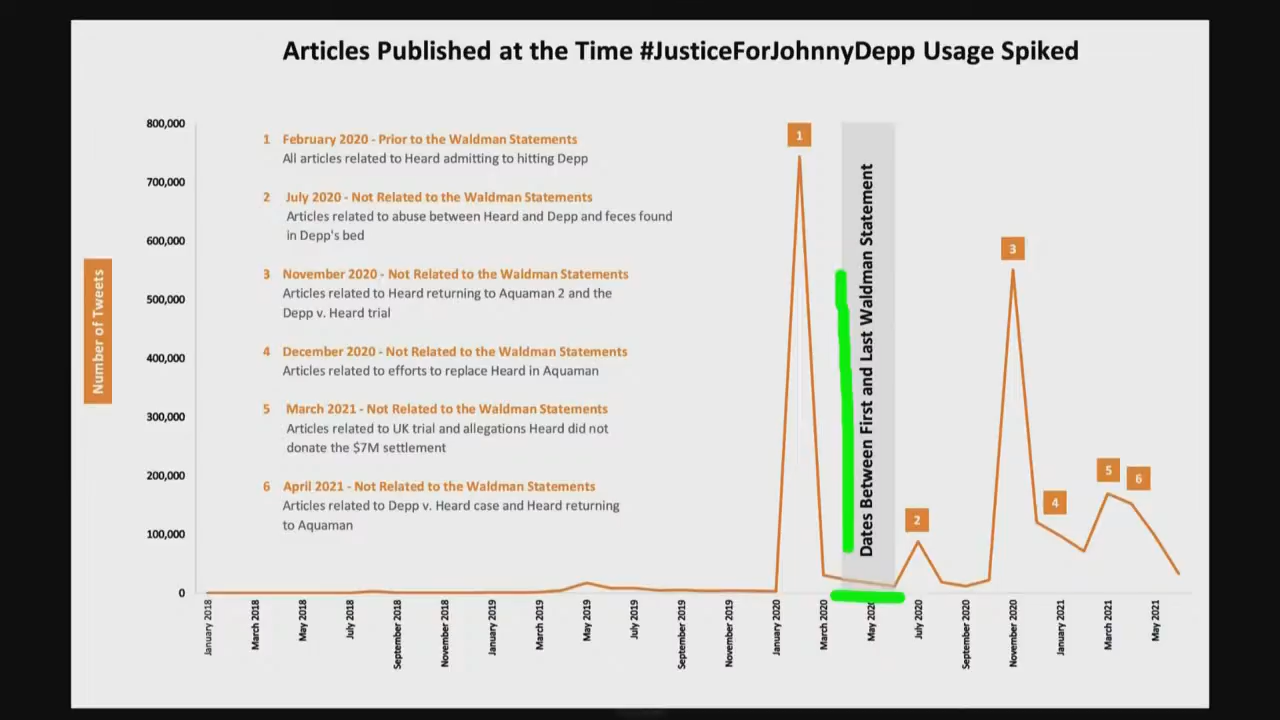 Articles Published at the Time #JusticeForJohnnyDepp Usage Spiked
800,000
700,000
600,000
500,000
400,000
300,000
200,000
100,000
0
Number of Tweets
1 February 2020 - Prior to the Waldman Statements
All articles related to Heard admitting to hitting Depp
2 July 2020 - Not Related to the Waldman Statements
Articles related to abuse between Heard and Depp and feces found
in Depp's bed
3 November 2020 - Not Related to the Waldman Statements
Articles related to Heard returning to Aquaman 2 and the
Depp v. Heard trial
4 December 2020 - Not Related to the Waldman Statements
Articles related to efforts to replace Heard in Aquaman
5 March 2021 - Not Related to the Waldman Statements
Articles related to UK trial and allegations Heard did not
donate the $7M settlement
6 April 2021 - Not Related to the Waldman Statements
Articles related to Depp v. Heard case and Heard returning
to Aquaman
1
Dates Between First and Last Waldman Statement
2
3
4
5
6
January 2018
March 2018
May 2018
July 2018
September 2018
November 2018
January 2019
March 2019
May 2019
July 2019
September 2019
November 2019
January 2020
March 2020
May 2020
July 2020
September 2020
November 2020
January 2021
March 2021
May 2021